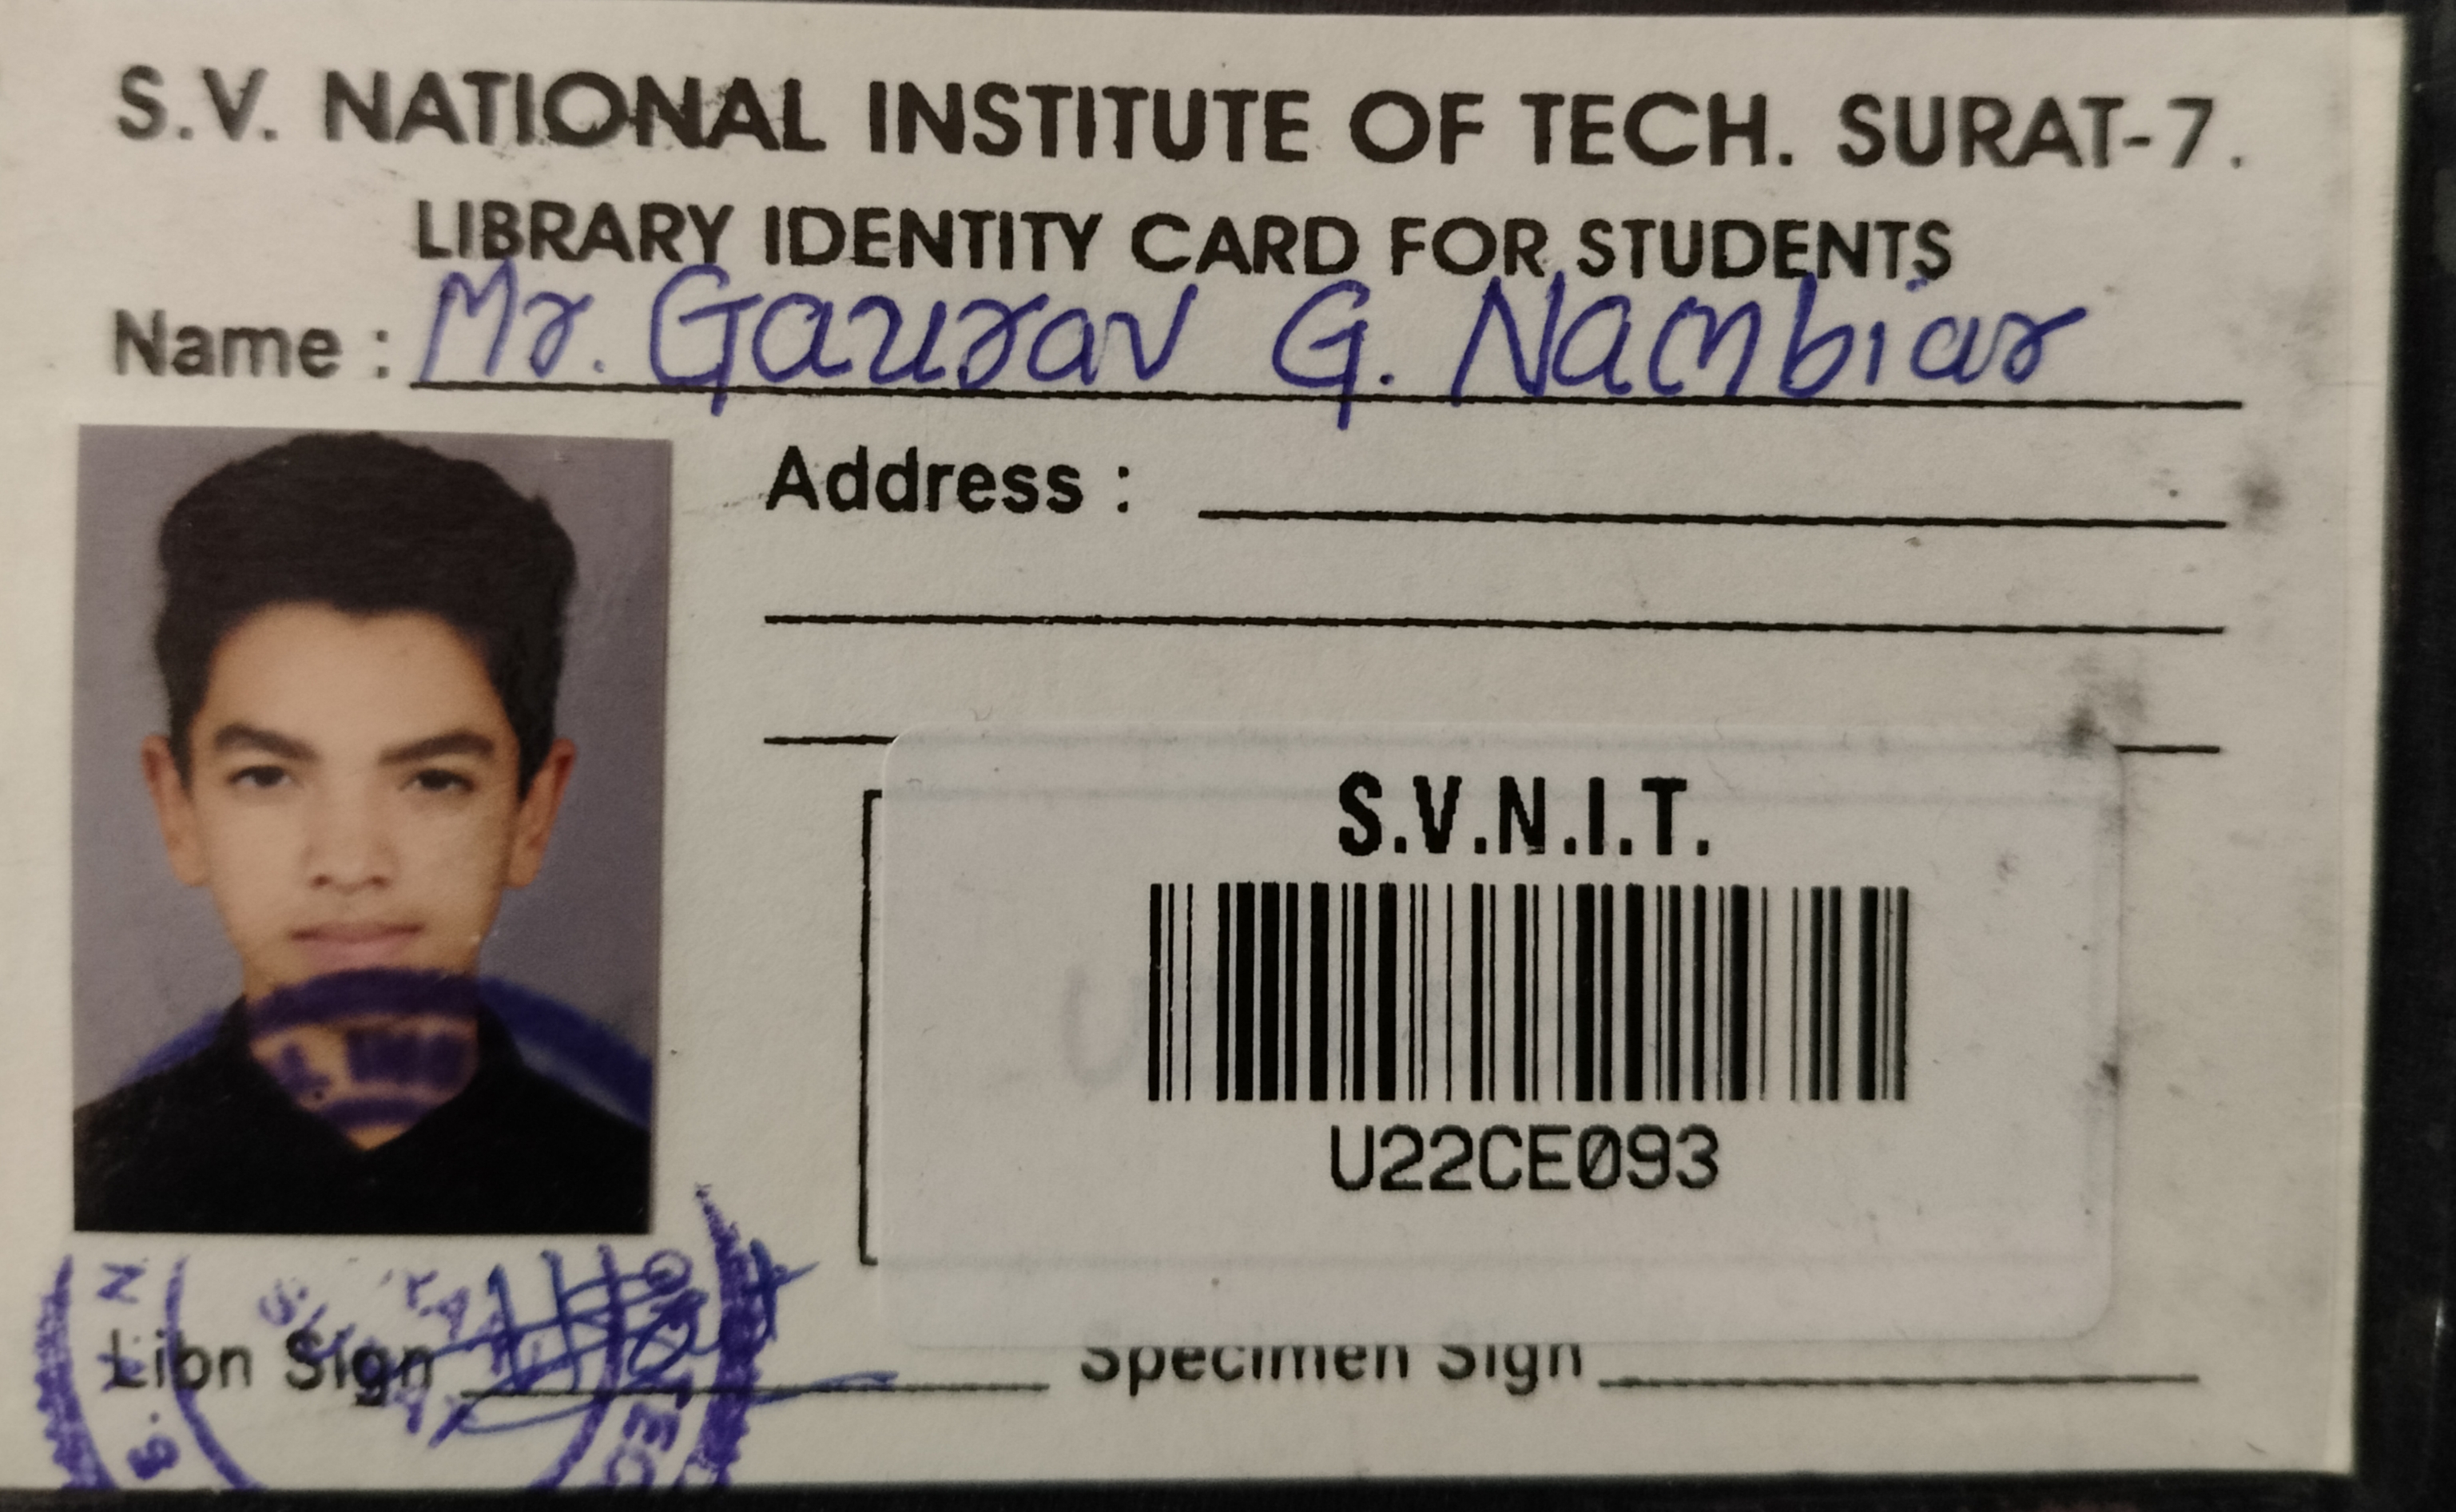 S.V. NATIONAL INSTITUTE OF TECH. SURAT-7.
LIBRARY IDENTITY CARD FOR STUDENTS
Name : Mr. Gaurav G. Nambiar
Address :
S.V.N.I.T.
U22CE093
Libn Sign
Specimen Sign